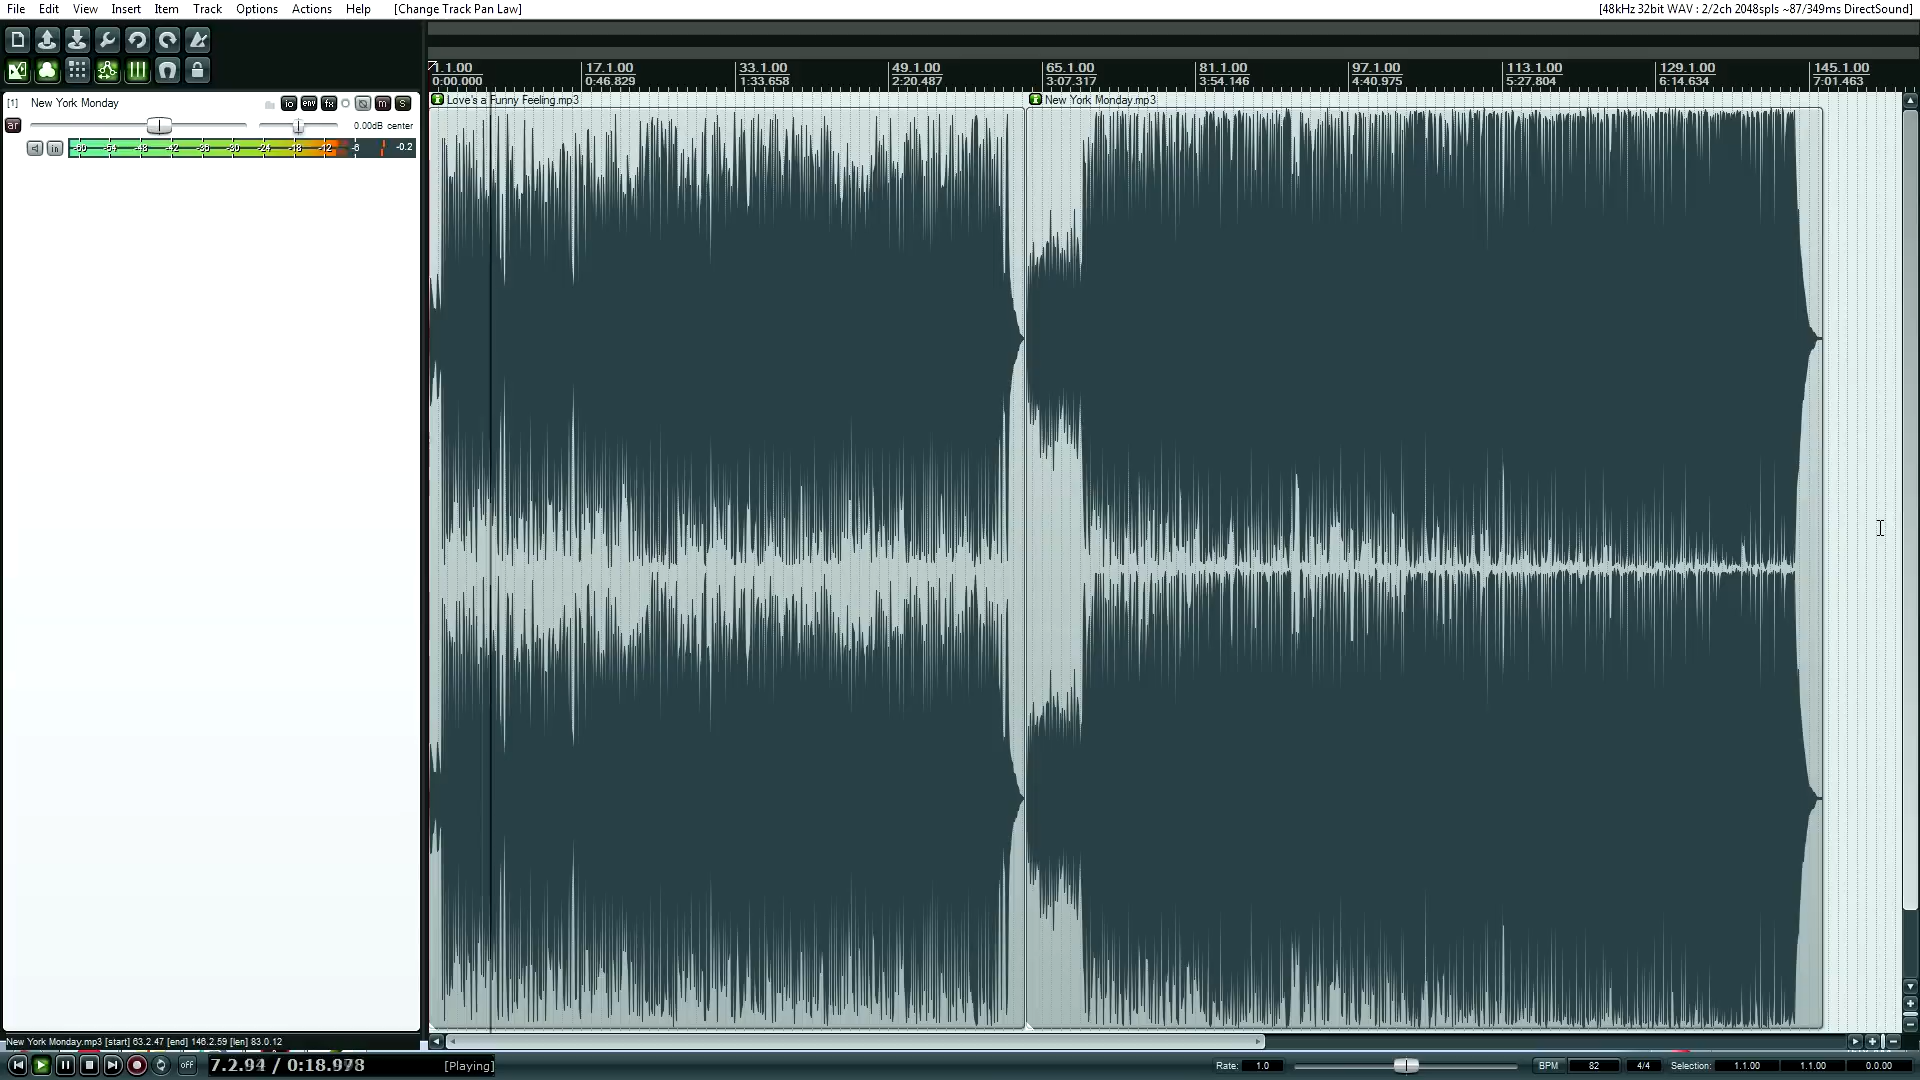 File Edit View Insert Item Track Options Actions Help [Change Track Pan Law] [48kHz 32bit WAV : 2/2ch 2048spls ~87/349ms DirectSound]
1.1.00 17.1.00 33.1.00 49.1.00 65.1.00 81.1.00 97.1.00 113.1.00 129.1.00 145.1.00
0:00.000 0:46.829 1:33.658 2:20.487 3:07.317 3:54.146 4:40.975 5:27.804 6:14.634 7:01.463
[1] New York Monday io env fx m s
Love's a Funny Feeling.mp3 New York Monday.mp3
ar 0.00dB center
in -60 -54 -48 -42 -36 -30 -24 -18 -12 -6 -0.2
New York Monday.mp3 [start] 63.2.47 [end] 146.2.59 [len] 83.0.12
off 7.2.94 / 0:18.978 [Playing] Rate: 1.0 BPM 82 4/4 Selection: 1.1.00 1.1.00 0.0.00